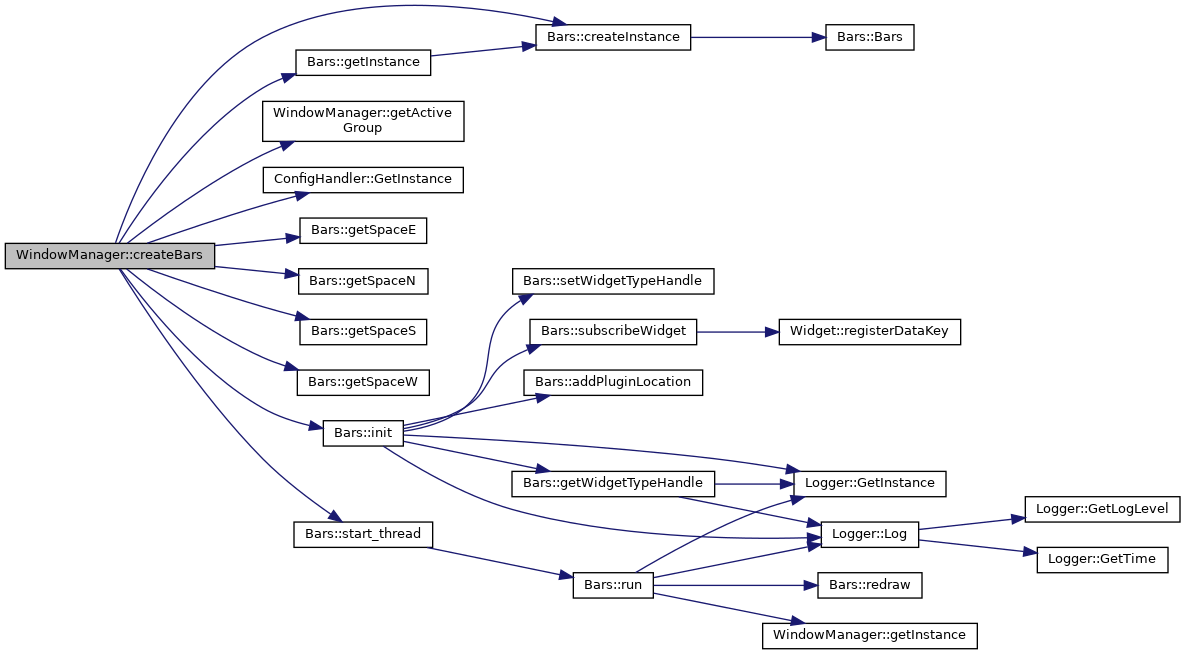 Bars::createInstance
Bars::Bars
Bars::getInstance
WindowManager::getActive
Group
ConfigHandler::GetInstance
Bars::getSpaceE
WindowManager::createBars
Bars::getSpaceN
Bars::setWidgetTypeHandle
Bars::getSpaceS
Bars::subscribeWidget
Widget::registerDataKey
Bars::getSpaceW
Bars::addPluginLocation
Bars::init
Bars::getWidgetTypeHandle
Logger::GetInstance
Logger::GetLogLevel
Bars::start_thread
Logger::Log
Logger::GetTime
Bars::run
Bars::redraw
WindowManager::getInstance